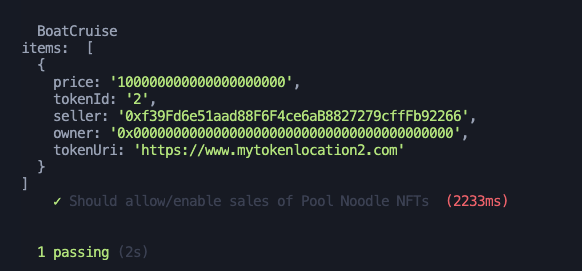 BoatCruise
items:  [
{
price: '100000000000000000000',
tokenId: '2',
seller: '0xf39Fd6e51aad88F6F4ce6aB8827279cffFb92266',
owner: '0x0000000000000000000000000000000000000000',
tokenUri: 'https://www.mytokenlocation2.com'
}
]
✓ Should allow/enable sales of Pool Noodle NFTs (2233ms)
1 passing (2s)